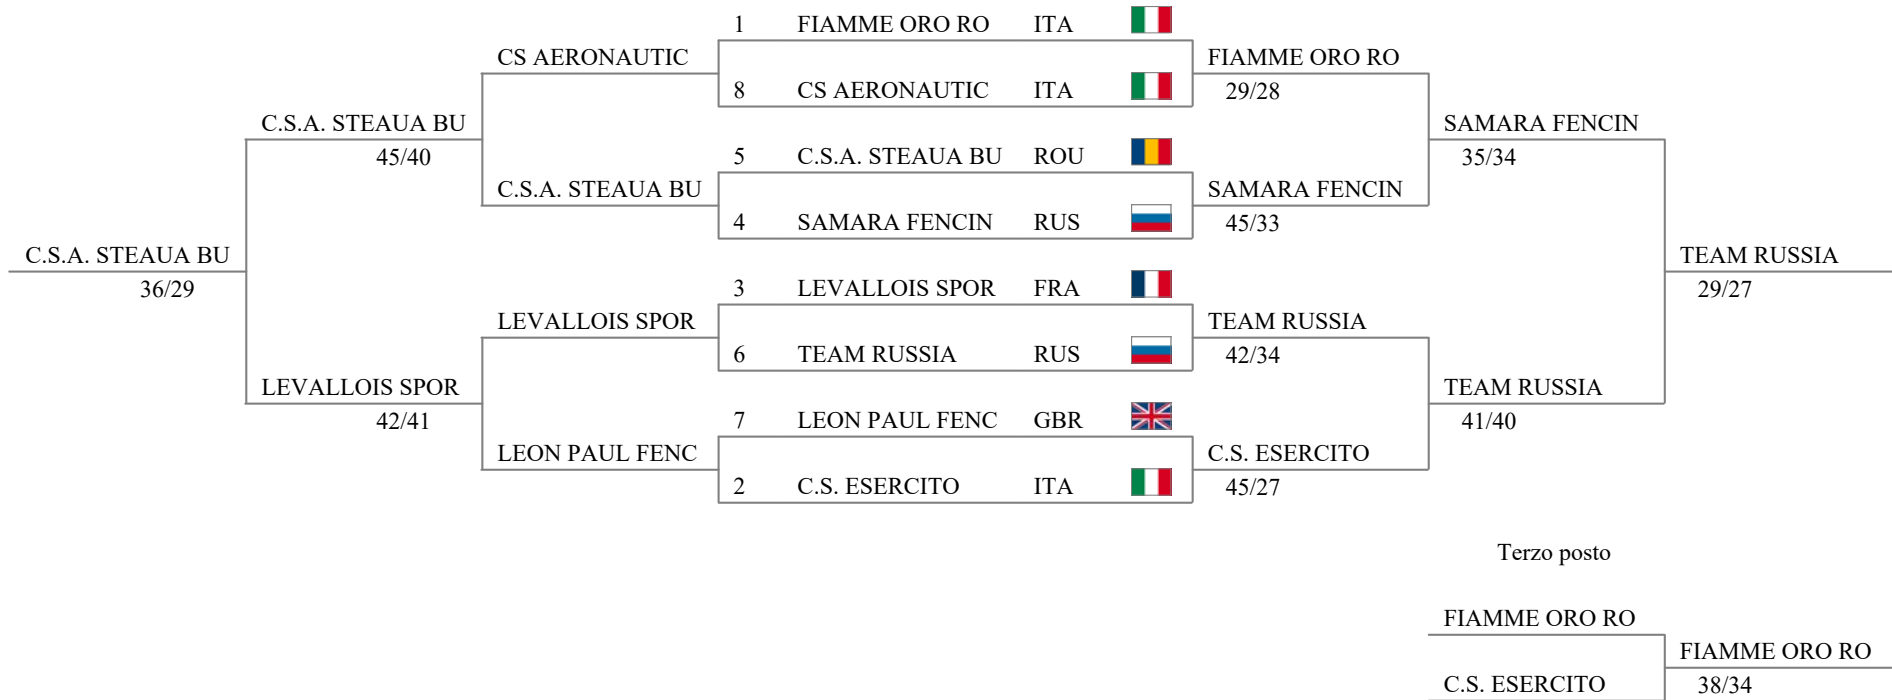 1 FIAMME ORO RO ITA
CS AERONAUTIC FIAMME ORO RO
8 CS AERONAUTIC ITA 29/28
C.S.A. STEAUA BU SAMARA FENCIN
45/40 5 C.S.A. STEAUA BU ROU 35/34
C.S.A. STEAUA BU SAMARA FENCIN
4 SAMARA FENCIN RUS 45/33
C.S.A. STEAUA BU TEAM RUSSIA
36/29 3 LEVALLOIS SPOR FRA 29/27
LEVALLOIS SPOR TEAM RUSSIA
6 TEAM RUSSIA RUS 42/34
LEVALLOIS SPOR TEAM RUSSIA
42/41 7 LEON PAUL FENC GBR 41/40
LEON PAUL FENC C.S. ESERCITO
2 C.S. ESERCITO ITA 45/27
Terzo posto
FIAMME ORO RO
FIAMME ORO RO
C.S. ESERCITO 38/34